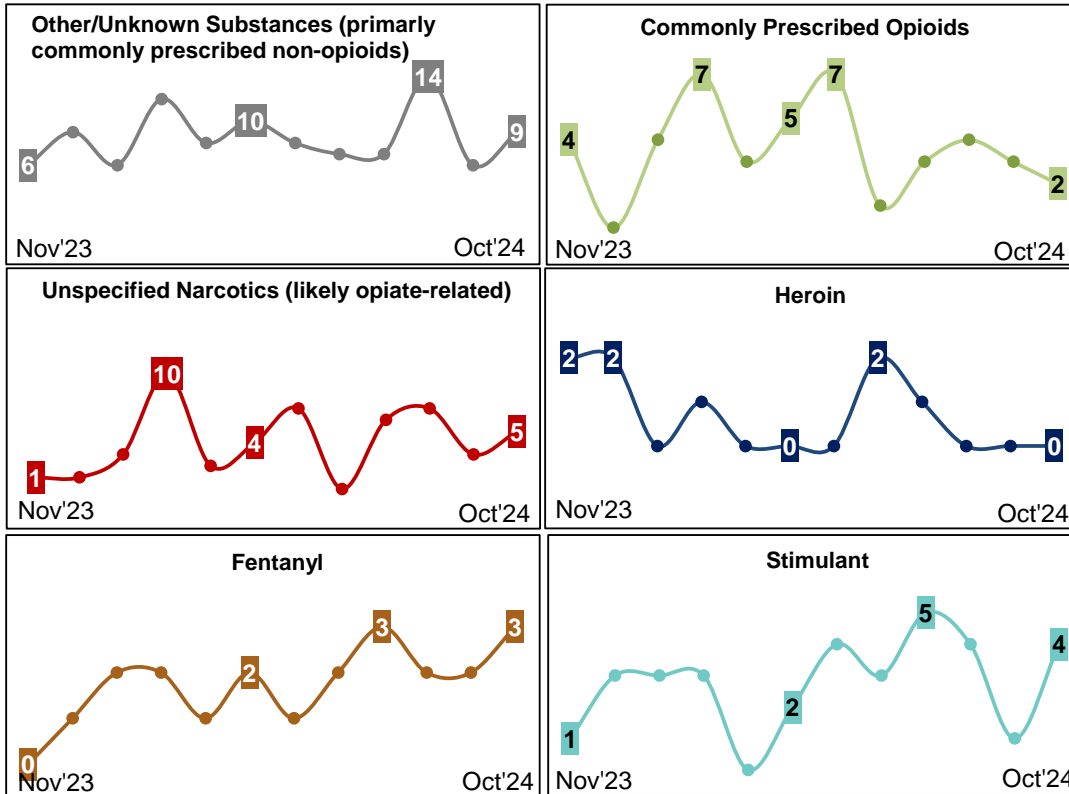 Other/Unknown Substances (primarly
commonly prescribed non-opioids)
14
10
9
6
Nov'23
Oct'24
Commonly Prescribed Opioids
7
7
5
4
2
Nov'23
Oct'24
Unspecified Narcotics (likely opiate-related)
10
4
5
1
Nov'23
Oct'24
Heroin
2
2
2
0
0
Nov'23
Oct'24
Fentanyl
3
3
2
0
Nov'23
Oct'24
Stimulant
5
4
2
1
Nov'23
Oct'24